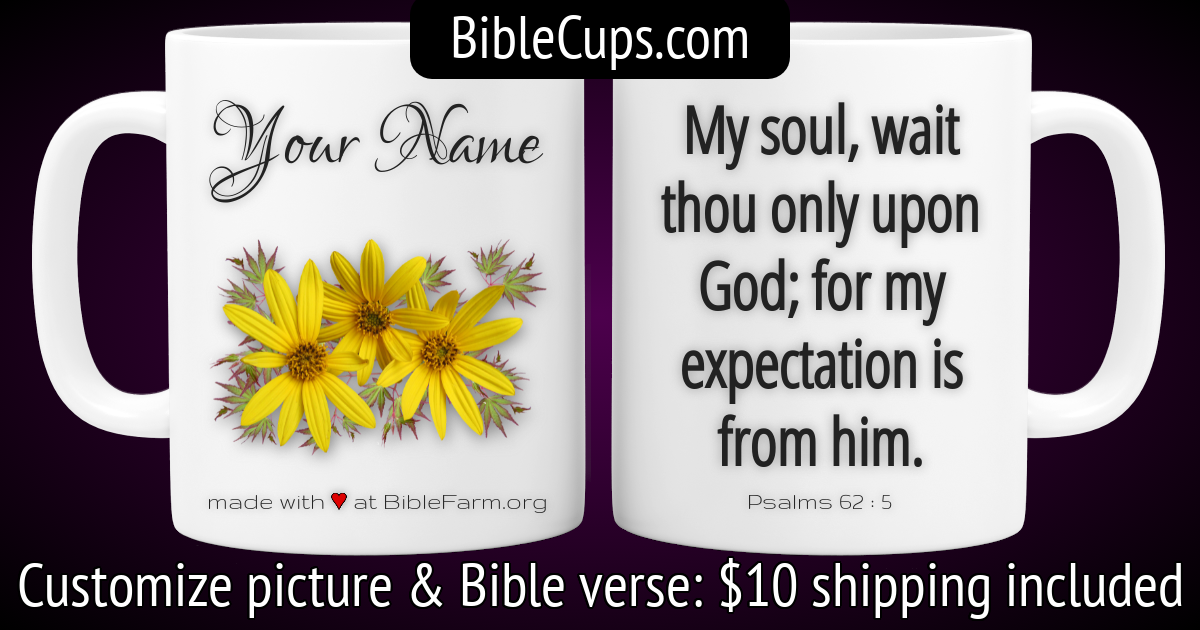 BibleCups.com
Your Name
made with ♥ at BibleFarm.org
My soul, wait
thou only upon
God; for my
expectation is
from him.
Psalms 62 : 5
Customize picture & Bible verse: $10 shipping included